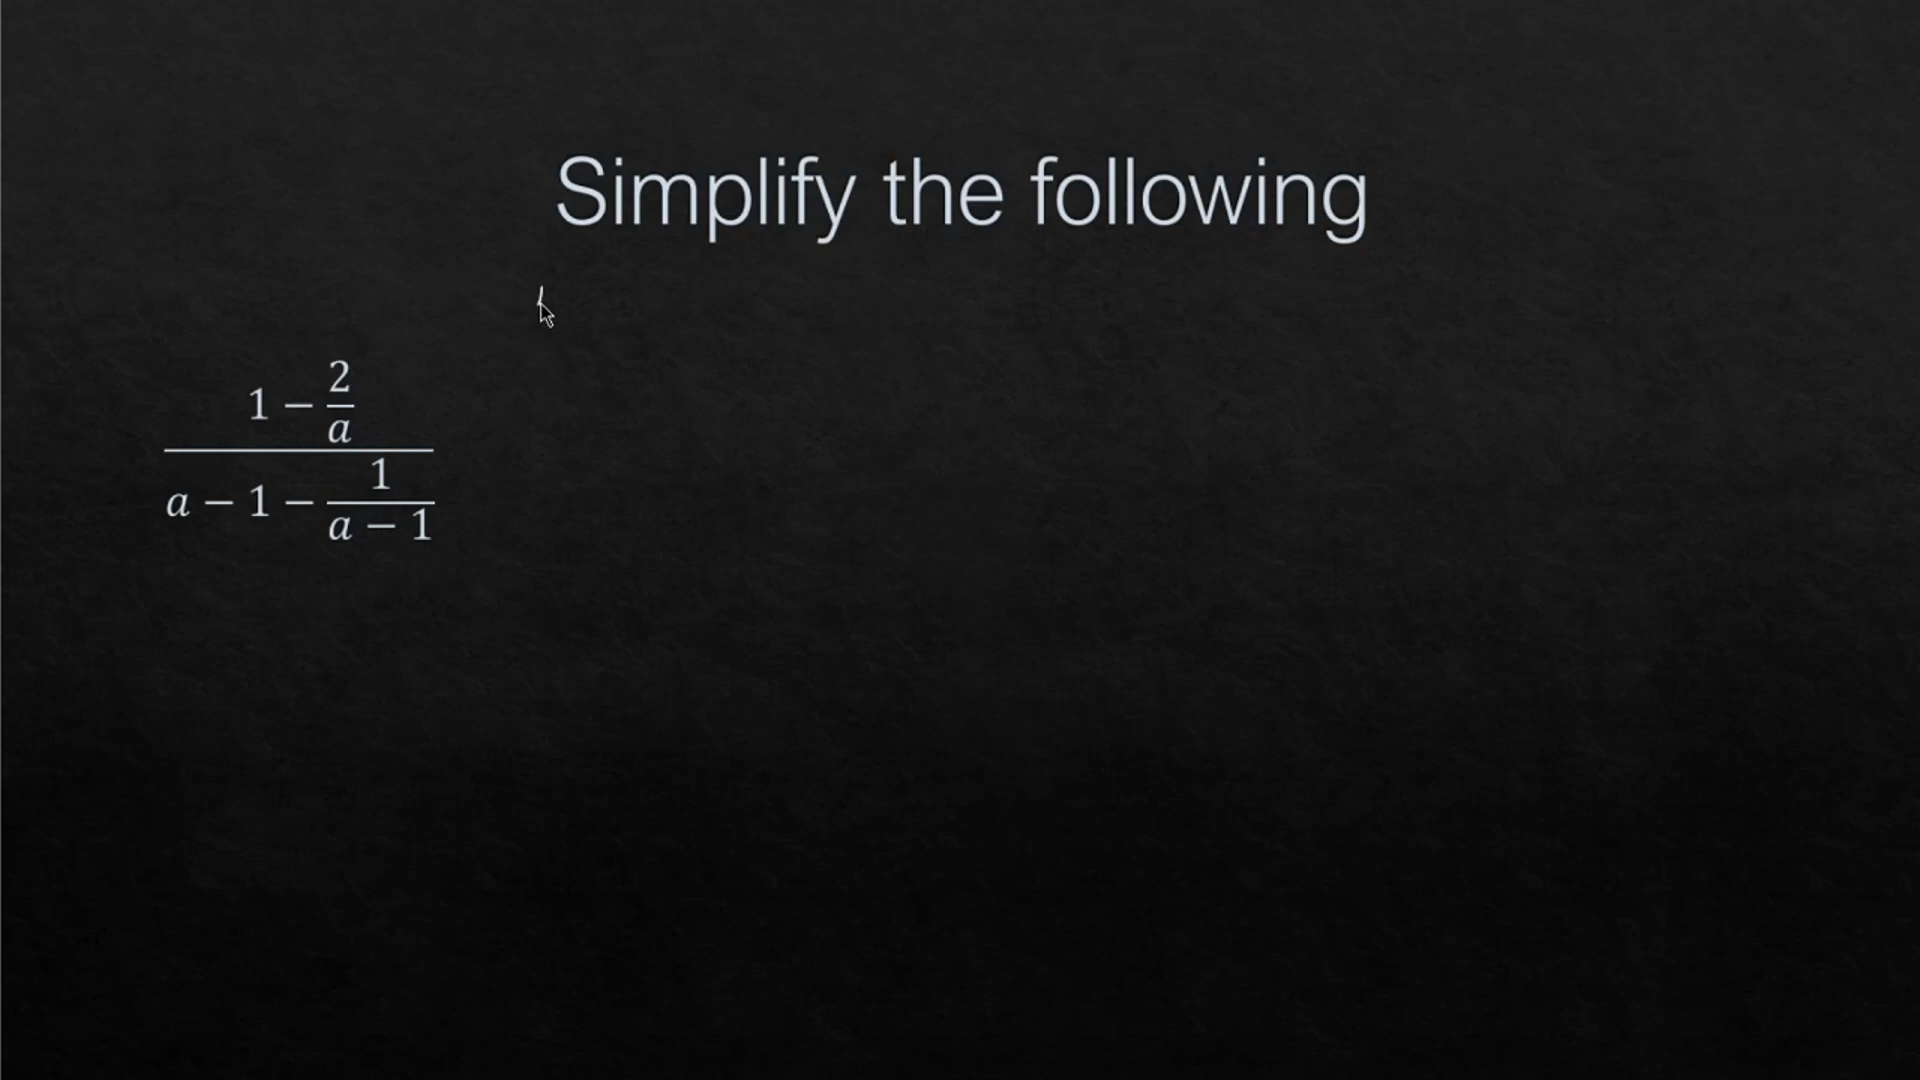 Simplify the following
1 − 2/a
a − 1 − 1/(a − 1)